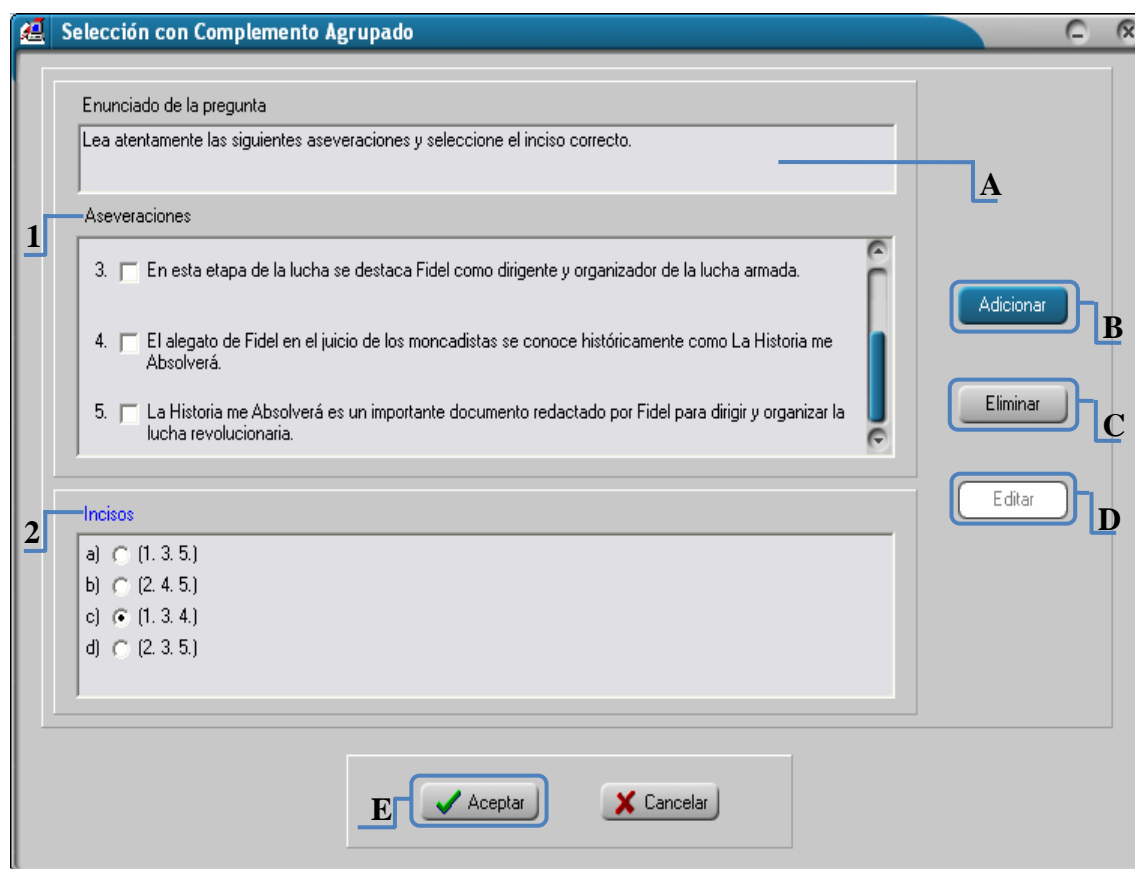 Selección con Complemento Agrupado
Enunciado de la pregunta
Lea atentamente las siguientes aseveraciones y seleccione el inciso correcto.
A
1
Aseveraciones
3. En esta etapa de la lucha se destaca Fidel como dirigente y organizador de la lucha armada.
4. El alegato de Fidel en el juicio de los moncadistas se conoce históricamente como La Historia me
Absolverá.
5. La Historia me Absolverá es un importante documento redactado por Fidel para dirigir y organizar la
lucha revolucionaria.
Adicionar
B
Eliminar
C
Editar
D
2
Incisos
a) (1. 3. 5.)
b) (2. 4. 5.)
c) (1. 3. 4.)
d) (2. 3. 5.)
E
Aceptar
Cancelar